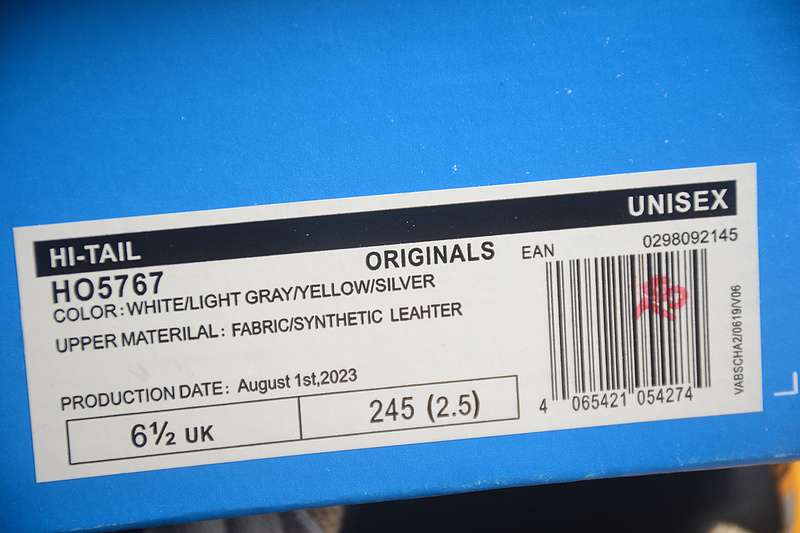 HI-TAIL
UNISEX
HO5767
ORIGINALS
EAN
0298092145
COLOR:WHITE/LIGHT GRAY/YELLOW/SILVER
UPPER MATERILAL: FABRIC/SYNTHETIC LEAHTER
PRODUCTION DATE: August 1st,2023
6½ UK
245 (2.5)
4 065421 054274
VABSCHA2/0619/V06